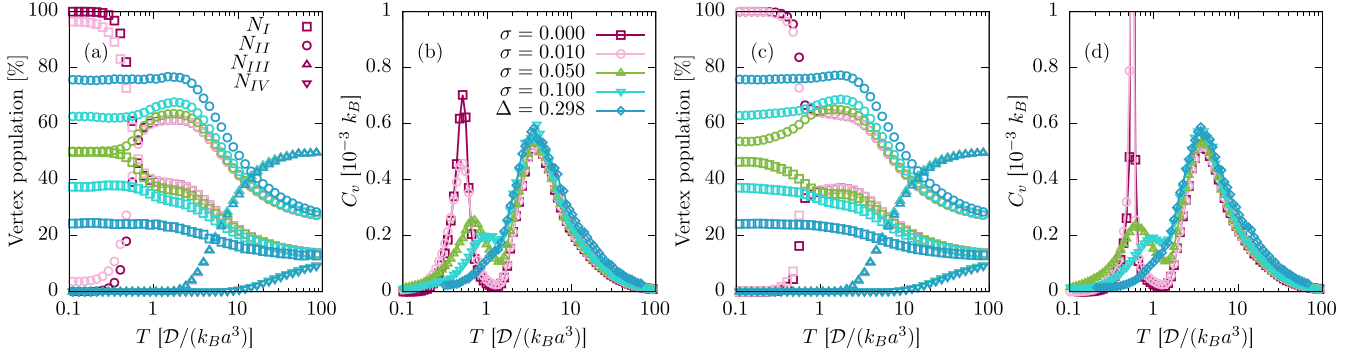 Vertex population [%]
100
80
60
40
20
0
(a)
N_I
N_II
N_III
N_IV
0.1 1 10 100
T [𝒟/(k_B a³)]
C_v [10⁻³ k_B]
1
0.8
0.6
0.4
0.2
0
(b)
σ = 0.000
σ = 0.010
σ = 0.050
σ = 0.100
Δ = 0.298
0.1 1 10 100
T [𝒟/(k_B a³)]
Vertex population [%]
100
80
60
40
20
0
(c)
0.1 1 10 100
T [𝒟/(k_B a³)]
C_v [10⁻³ k_B]
1
0.8
0.6
0.4
0.2
0
(d)
0.1 1 10 100
T [𝒟/(k_B a³)]